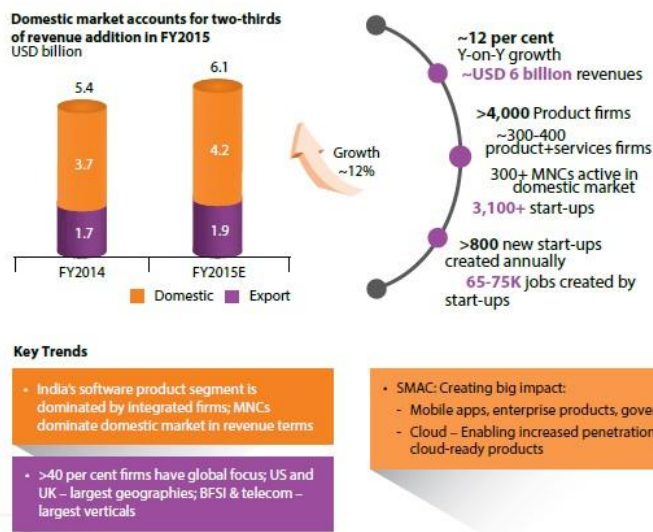 Domestic market accounts for two-thirds
of revenue addition in FY2015
USD billion
5.4
6.1
3.7
4.2
1.7
1.9
FY2014
FY2015E
Domestic
Export
Growth
~12%
~12 per cent
Y-on-Y growth
~USD 6 billion revenues
>4,000 Product firms
~300-400
product+services firms
300+ MNCs active in
domestic market
3,100+ start-ups
>800 new start-ups
created annually
65-75K jobs created by
start-ups
Key Trends
• India's software product segment is
dominated by integrated firms; MNCs
dominate domestic market in revenue terms
• >40 per cent firms have global focus; US and
UK – largest geographies; BFSI & telecom –
largest verticals
• SMAC: Creating big impact:
- Mobile apps, enterprise products, gove
- Cloud – Enabling increased penetration
cloud-ready products